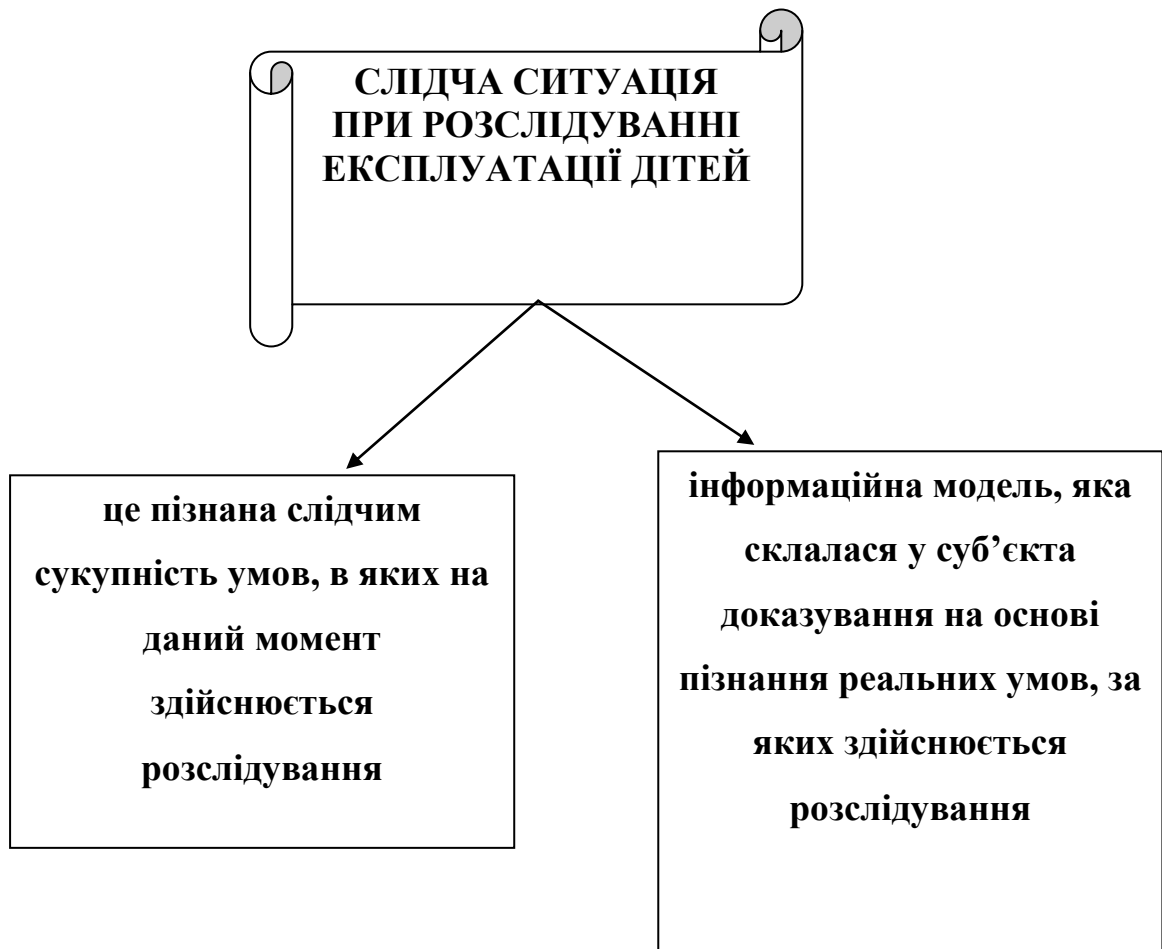 СЛІДЧА СИТУАЦІЯ
ПРИ РОЗСЛІДУВАННІ
ЕКСПЛУАТАЦІЇ ДІТЕЙ
це пізнана слідчим
сукупність умов, в яких на
даний момент
здійснюється
розслідування
інформаційна модель, яка
склалася у суб’єкта
доказування на основі
пізнання реальних умов, за
яких здійснюється
розслідування